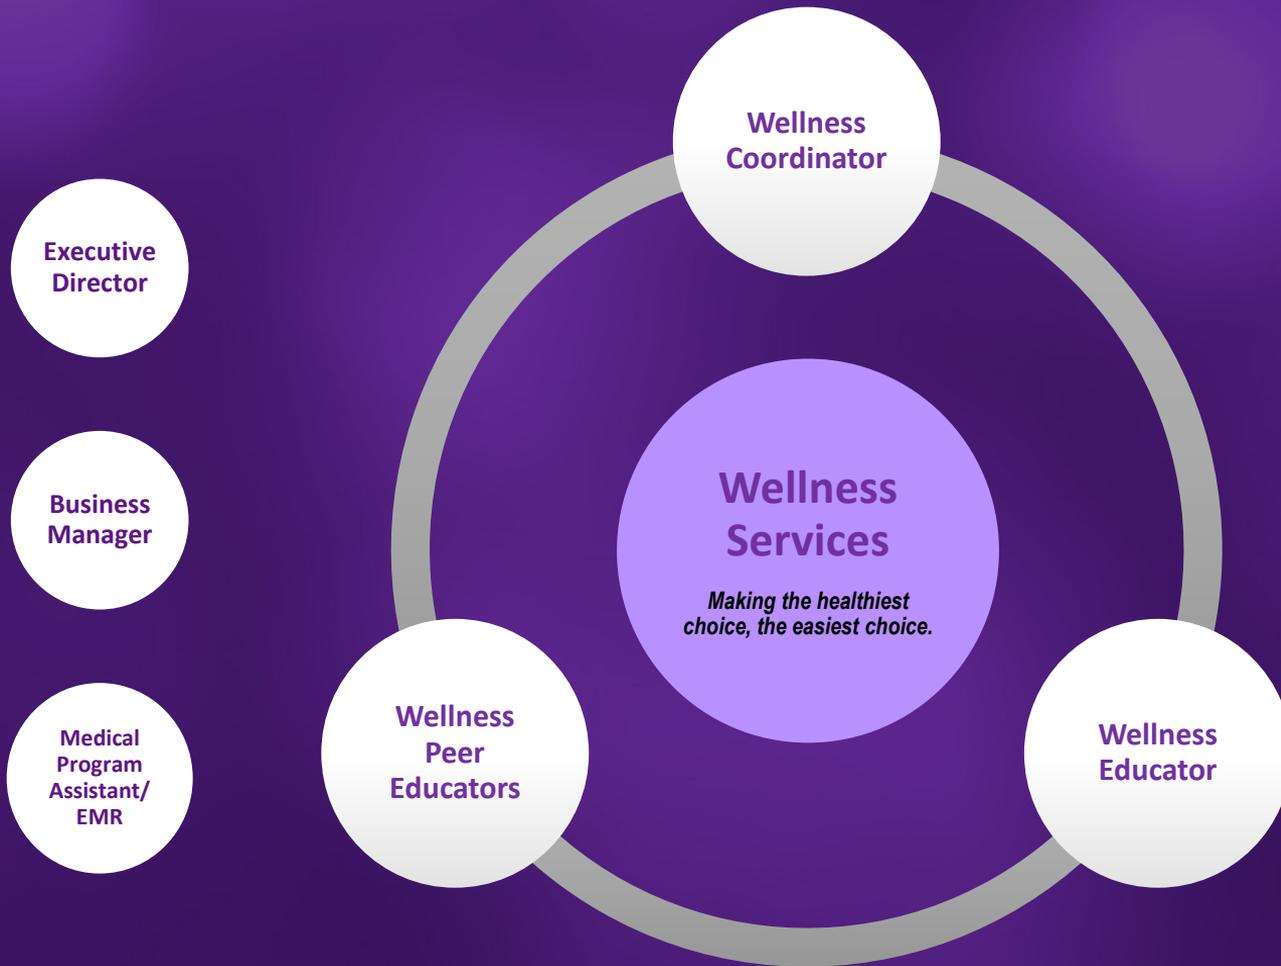 Executive
Director
Business
Manager
Medical
Program
Assistant/
EMR
Wellness
Coordinator
Wellness
Services
Making the healthiest
choice, the easiest choice.
Wellness
Peer
Educators
Wellness
Educator